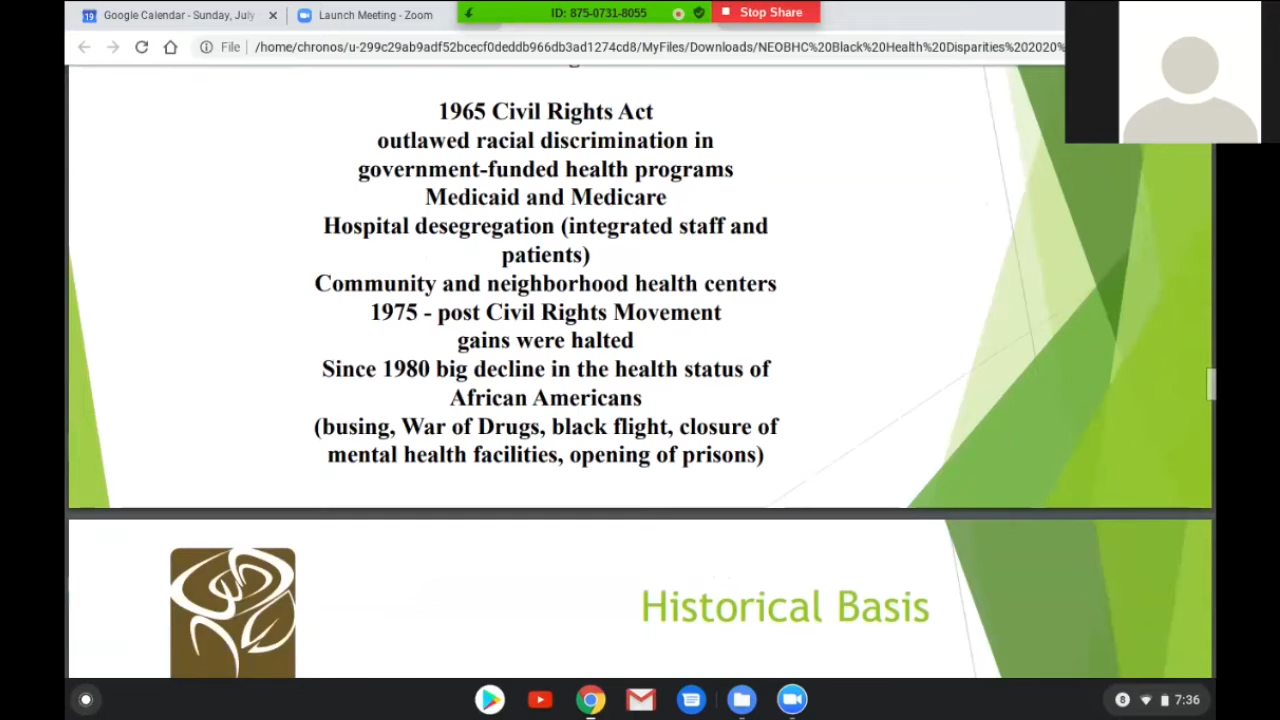 19 Google Calendar - Sunday, July
Launch Meeting - Zoom
ID: 875-0731-8055
Stop Share
File /home/chronos/u-299c29ab9adf52bcecf0deddb966db3ad1274cd8/MyFiles/Downloads/NEOBHC%20Black%20Health%20Disparities%202020%
1965 Civil Rights Act
outlawed racial discrimination in
government-funded health programs
Medicaid and Medicare
Hospital desegregation (integrated staff and
patients)
Community and neighborhood health centers
1975 - post Civil Rights Movement
gains were halted
Since 1980 big decline in the health status of
African Americans
(busing, War of Drugs, black flight, closure of
mental health facilities, opening of prisons)
Historical Basis
8 7:36